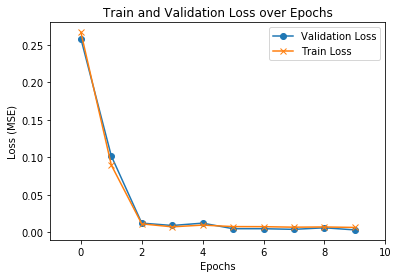 Train and Validation Loss over Epochs
Validation Loss
Train Loss
Loss (MSE)
0.25
0.20
0.15
0.10
0.05
0.00
0 2 4 6 8 10
Epochs